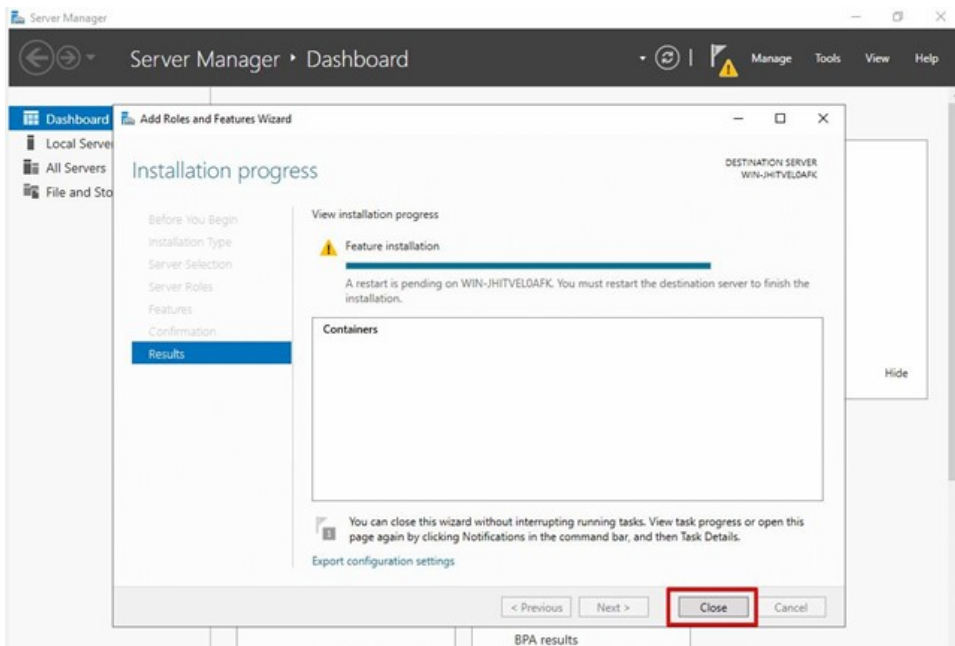 Server Manager
Server Manager ‣ Dashboard
Manage Tools View Help
Dashboard
Local Server
All Servers
File and Sto
Add Roles and Features Wizard
Installation progress
DESTINATION SERVER
WIN-JHITVEL0AFK
Before You Begin
Installation Type
Server Selection
Server Roles
Features
Confirmation
Results
View installation progress
Feature installation
A restart is pending on WIN-JHITVEL0AFK. You must restart the destination server to finish the
installation.
Containers
Hide
1
You can close this wizard without interrupting running tasks. View task progress or open this
page again by clicking Notifications in the command bar, and then Task Details.
Export configuration settings
< Previous Next > Close Cancel
BPA results